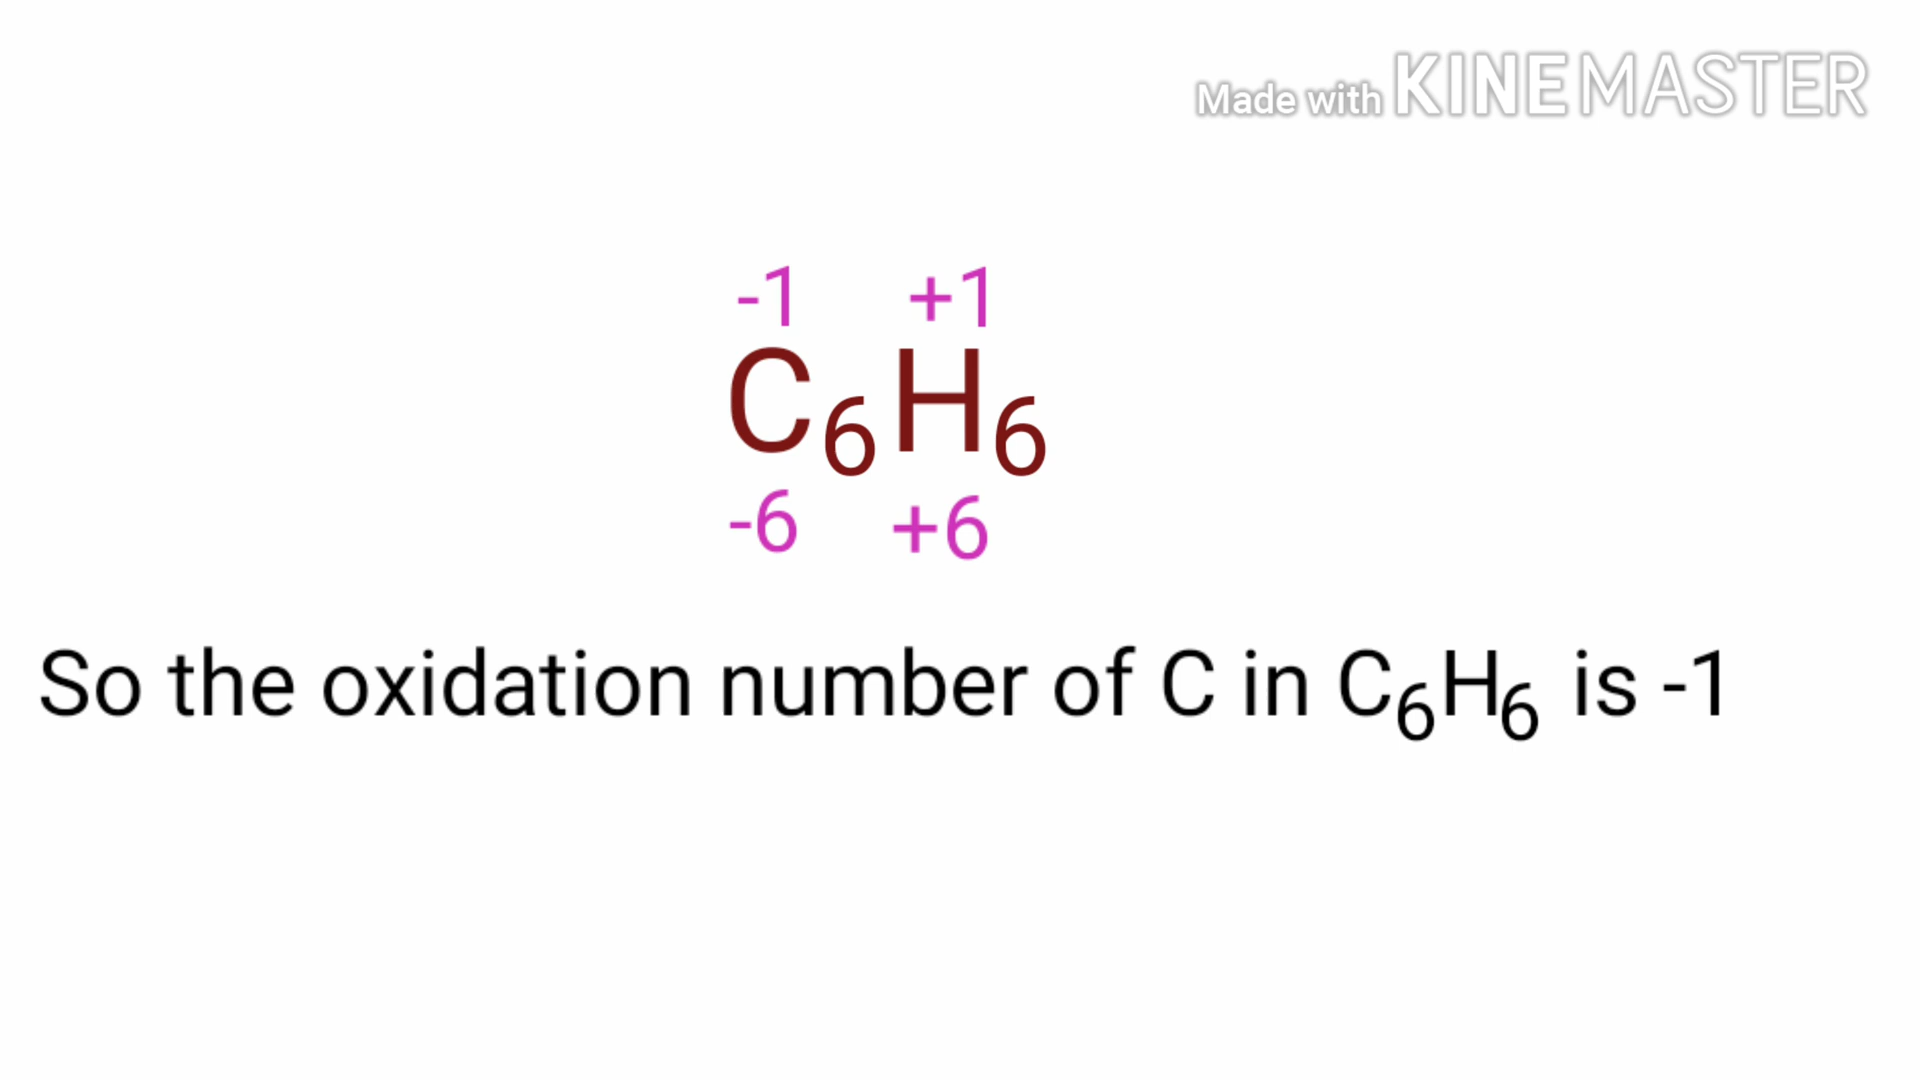 Made with KINEMASTER
-1 +1
C₆H₆
-6 +6
So the oxidation number of C in C₆H₆ is -1